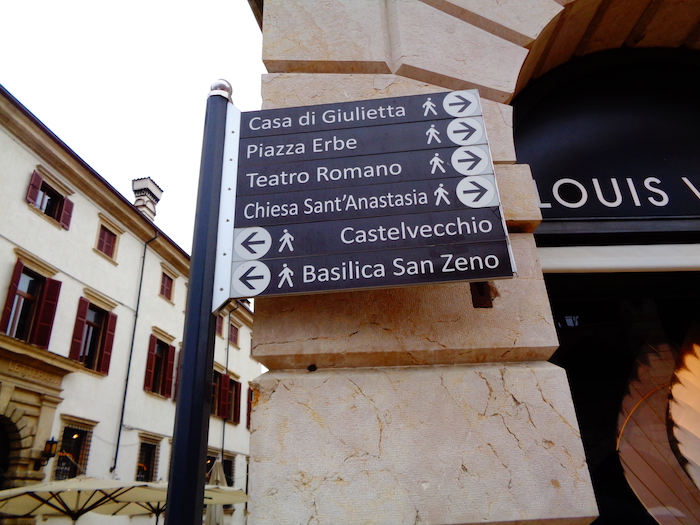 Casa di Giulietta
Piazza Erbe
Teatro Romano
Chiesa Sant'Anastasia
Castelvecchio
Basilica San Zeno
LOUIS V